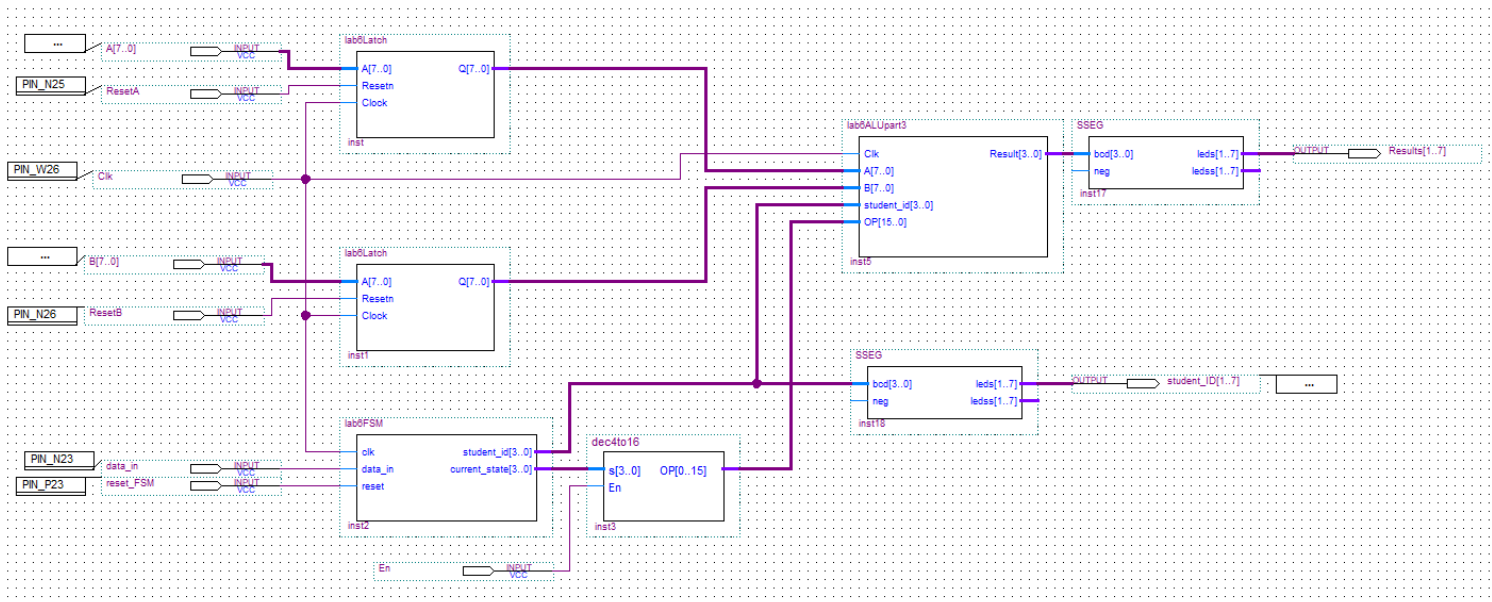 ...
A[7..0]
INPUT
VCC
PIN_N25
ResetA
INPUT
VCC
PIN_W26
Clk
INPUT
VCC
...
B[7..0]
INPUT
VCC
PIN_N26
ResetB
INPUT
VCC
lab6Latch
A[7..0]
Q[7..0]
Resetn
Clock
inst
lab6Latch
A[7..0]
Q[7..0]
Resetn
Clock
inst1
PIN_N23
data_in
INPUT
VCC
PIN_P23
reset_FSM
INPUT
VCC
lab6FSM
clk
student_id[3..0]
data_in
current_state[3..0]
reset
inst2
dec4to16
s[3..0]
OP[0..15]
En
inst3
En
INPUT
VCC
lab6ALUpart3
Clk
Result[3..0]
A[7..0]
B[7..0]
student_id[3..0]
OP[15..0]
inst5
SSEG
bcd[3..0]
leds[1..7]
neg
ledss[1..7]
inst17
OUTPUT
Results[1..7]
SSEG
bcd[3..0]
leds[1..7]
neg
ledss[1..7]
inst18
OUTPUT
student_ID[1..7]
...